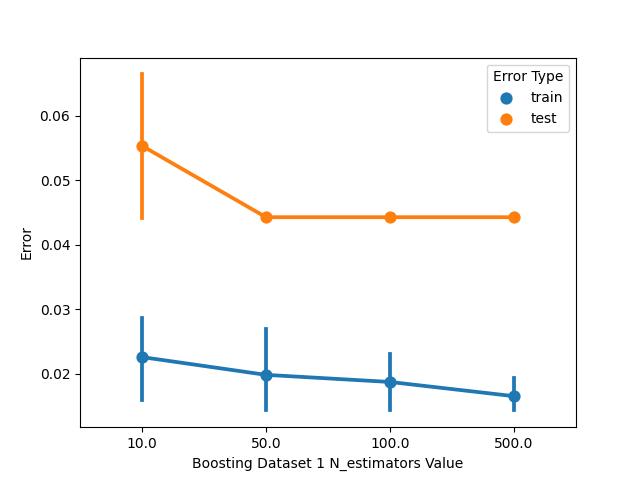 Error Type
train
test
0.06
0.05
0.04
0.03
0.02
Error
10.0 50.0 100.0 500.0
Boosting Dataset 1 N_estimators Value